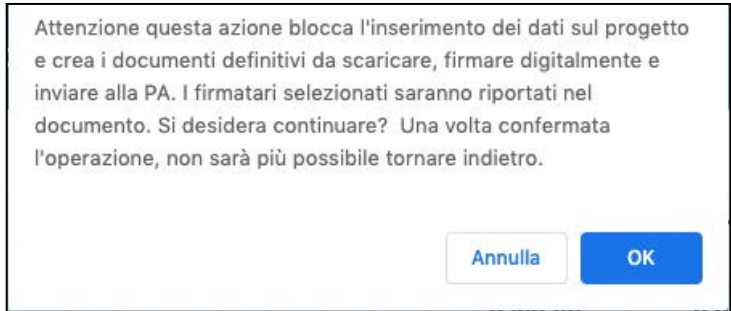 Attenzione questa azione blocca l'inserimento dei dati sul progetto
e crea i documenti definitivi da scaricare, firmare digitalmente e
inviare alla PA. I firmatari selezionati saranno riportati nel
documento. Si desidera continuare?  Una volta confermata
l'operazione, non sarà più possibile tornare indietro.
Annulla OK